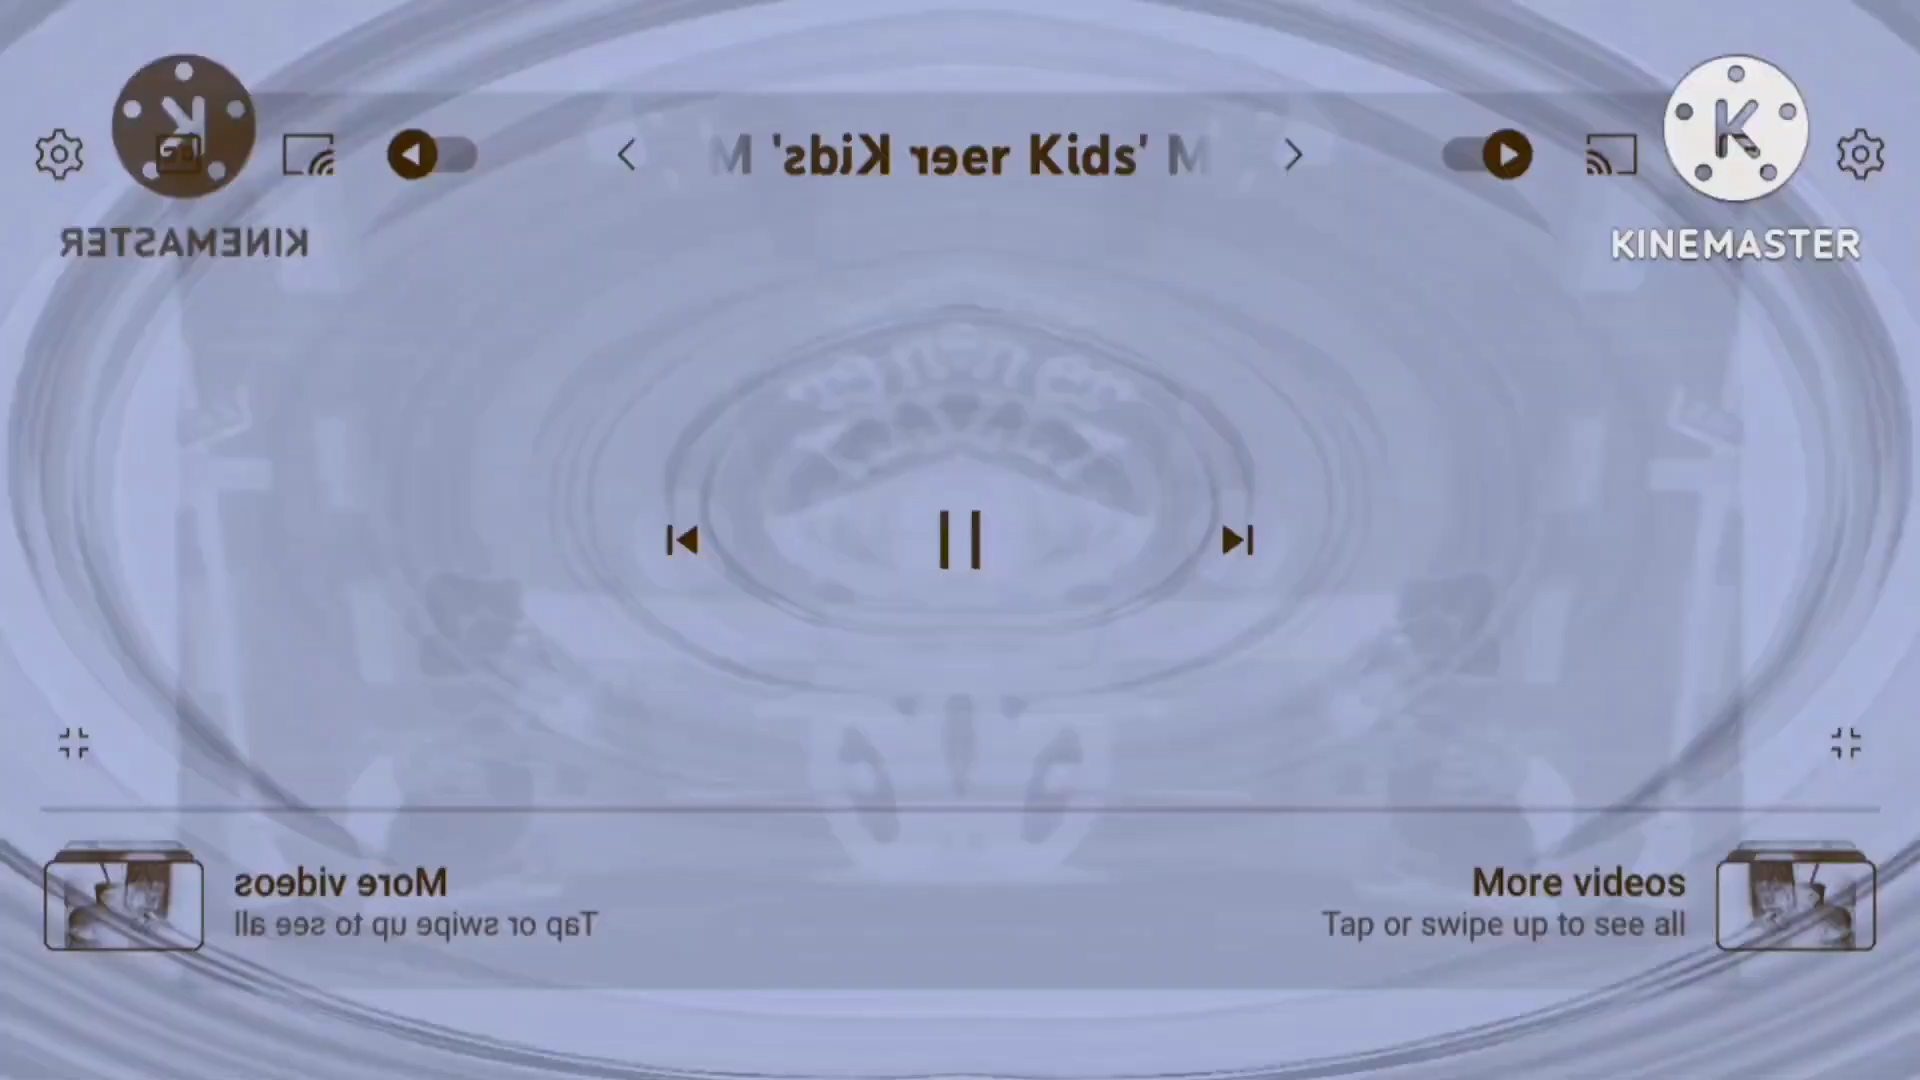 M 'sbiK reer Kids' M
KINEMASTER KINEMASTER
More videos More videos
Tap or swipe up to see all Tap or swipe up to see all